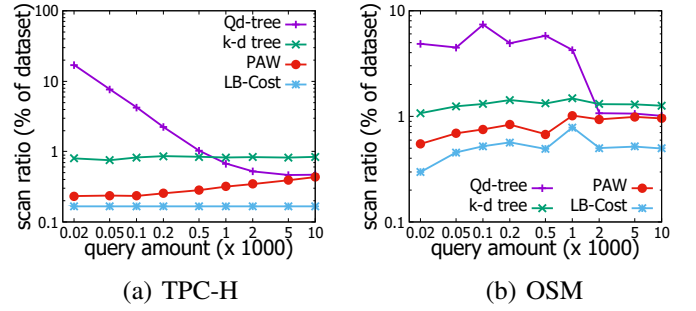 scan ratio (% of dataset)
100
10
1
0.1
Qd-tree
k-d tree
PAW
LB-Cost
0.02 0.05 0.1 0.2 0.5 1 2 5 10
query amount (x 1000)
(a) TPC-H
scan ratio (% of dataset)
10
1
0.1
Qd-tree PAW
k-d tree LB-Cost
0.02 0.05 0.1 0.2 0.5 1 2 5 10
query amount (x 1000)
(b) OSM